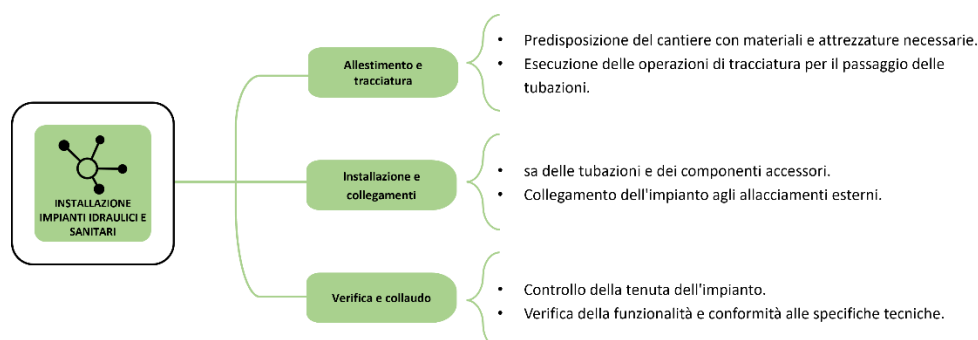 INSTALLAZIONE
IMPIANTI IDRAULICI E
SANITARI
Allestimento e
tracciatura
• Predisposizione del cantiere con materiali e attrezzature necessarie.
• Esecuzione delle operazioni di tracciatura per il passaggio delle
tubazioni.
Installazione e
collegamenti
• sa delle tubazioni e dei componenti accessori.
• Collegamento dell'impianto agli allacciamenti esterni.
Verifica e collaudo
• Controllo della tenuta dell'impianto.
• Verifica della funzionalità e conformità alle specifiche tecniche.